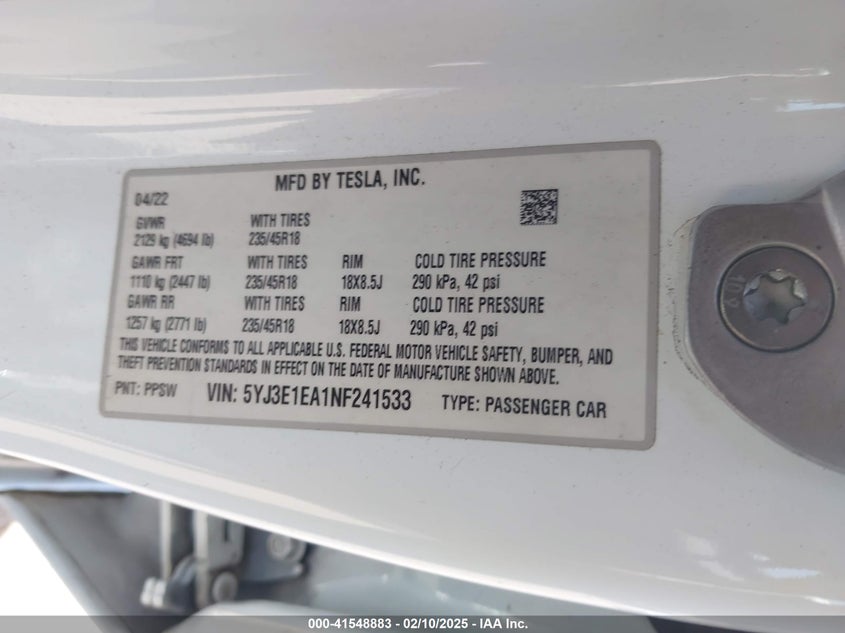 MFD BY TESLA, INC.
04/22
GVWR WITH TIRES
2129 kg (4694 lb) 235/45R18
GAWR FRT WITH TIRES RIM COLD TIRE PRESSURE
1110 kg (2447 lb) 235/45R18 18X8.5J 290 kPa, 42 psi
GAWR RR WITH TIRES RIM COLD TIRE PRESSURE
1257 kg (2771 lb) 235/45R18 18X8.5J 290 kPa, 42 psi
THIS VEHICLE CONFORMS TO ALL APPLICABLE U.S. FEDERAL MOTOR VEHICLE SAFETY, BUMPER, AND
THEFT PREVENTION STANDARDS IN EFFECT ON THE DATE OF MANUFACTURE SHOWN ABOVE.
PNT: PPSW VIN: 5YJ3E1EA1NF241533 TYPE: PASSENGER CAR
000-41548883 — 02/10/2025 — IAA Inc.